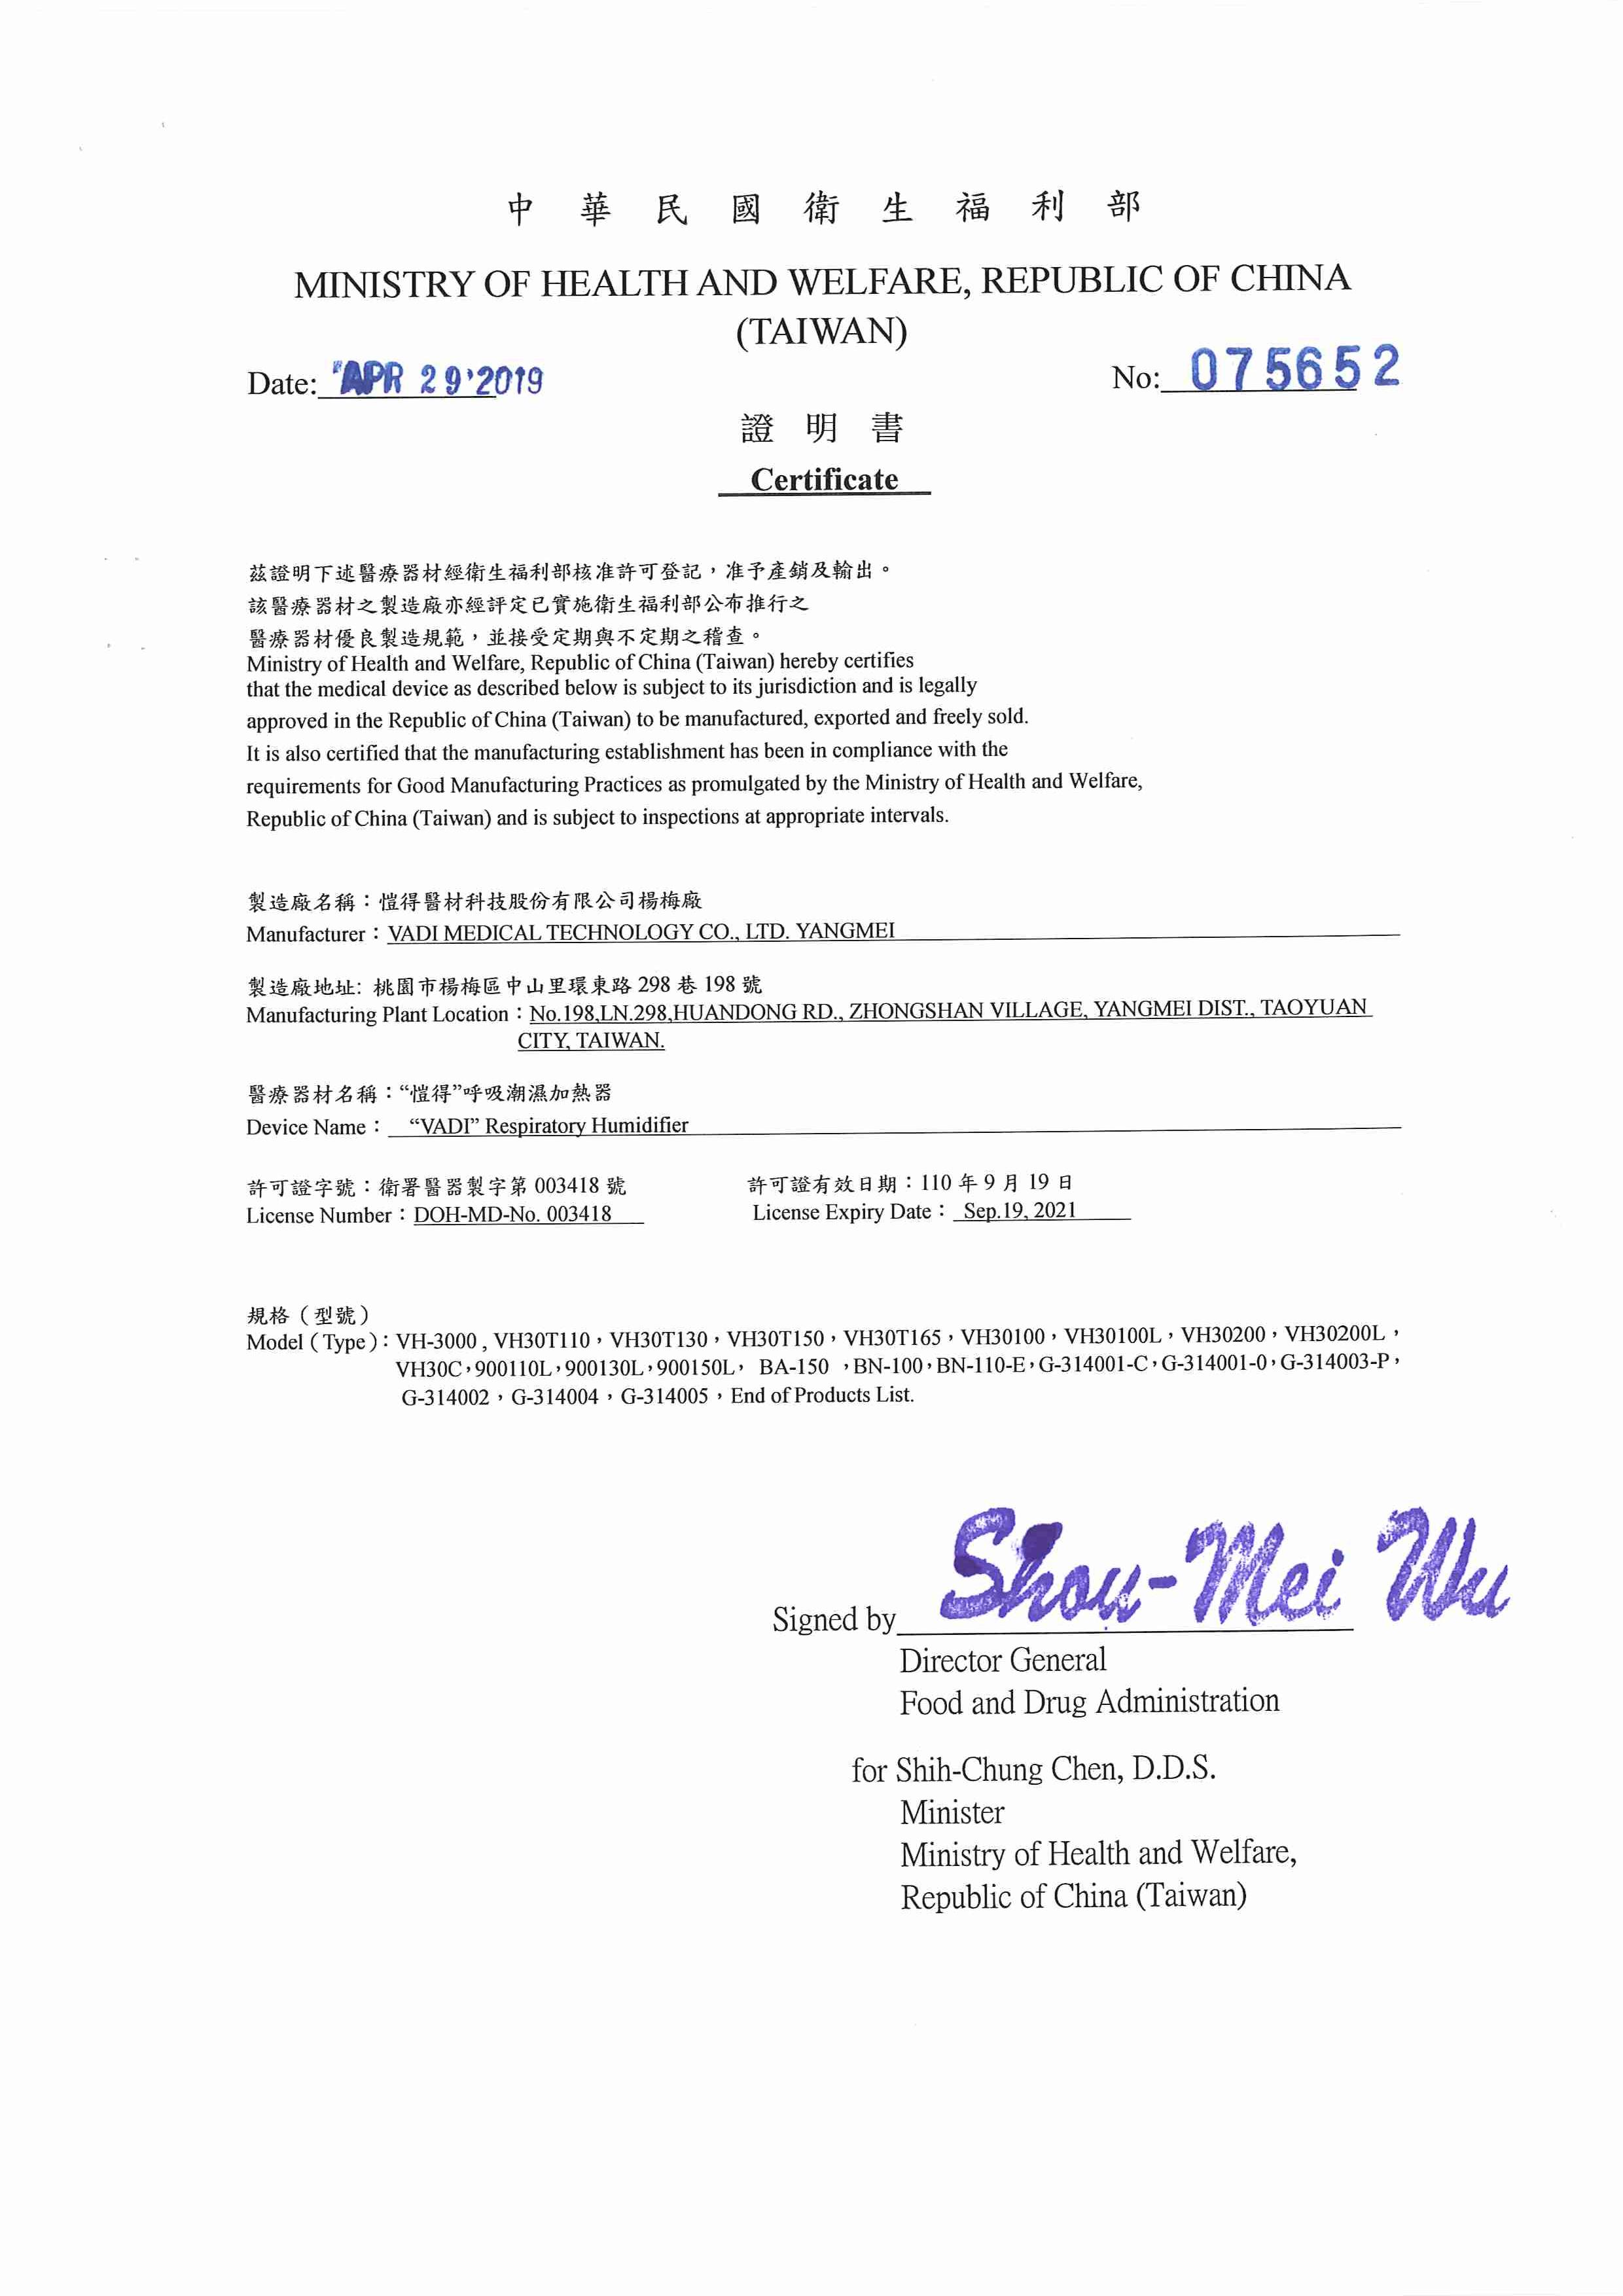 中華民國衛生福利部
MINISTRY OF HEALTH AND WELFARE, REPUBLIC OF CHINA
(TAIWAN)
Date: APR 29'2019 No: 075652
證明書
Certificate
茲證明下述醫療器材經衛生福利部核准許可登記，准予產銷及輸出。
該醫療器材之製造廠亦經評定已實施衛生福利部公布推行之
醫療器材優良製造規範，並接受定期與不定期之稽查。
Ministry of Health and Welfare, Republic of China (Taiwan) hereby certifies
that the medical device as described below is subject to its jurisdiction and is legally
approved in the Republic of China (Taiwan) to be manufactured, exported and freely sold.
It is also certified that the manufacturing establishment has been in compliance with the
requirements for Good Manufacturing Practices as promulgated by the Ministry of Health and Welfare,
Republic of China (Taiwan) and is subject to inspections at appropriate intervals.
製造廠名稱：愷得醫材科技股份有限公司楊梅廠
Manufacturer：VADI MEDICAL TECHNOLOGY CO., LTD. YANGMEI
製造廠地址: 桃園市楊梅區中山里環東路 298 巷 198 號
Manufacturing Plant Location：No.198,LN.298,HUANDONG RD., ZHONGSHAN VILLAGE, YANGMEI DIST., TAOYUAN
CITY, TAIWAN.
醫療器材名稱：“愷得”呼吸潮濕加熱器
Device Name： “VADI” Respiratory Humidifier
許可證字號：衛署醫器製字第 003418 號 許可證有效日期：110 年 9 月 19 日
License Number：DOH-MD-No. 003418 License Expiry Date： Sep.19, 2021
規格（型號）
Model（Type）：VH-3000 , VH30T110，VH30T130，VH30T150，VH30T165，VH30100，VH30100L，VH30200，VH30200L，
VH30C，900110L，900130L，900150L， BA-150 ，BN-100，BN-110-E，G-314001-C，G-314001-0，G-314003-P，
G-314002，G-314004，G-314005，End of Products List.
Signed by Shou-Mei Wu
Director General
Food and Drug Administration
for Shih-Chung Chen, D.D.S.
Minister
Ministry of Health and Welfare,
Republic of China (Taiwan)